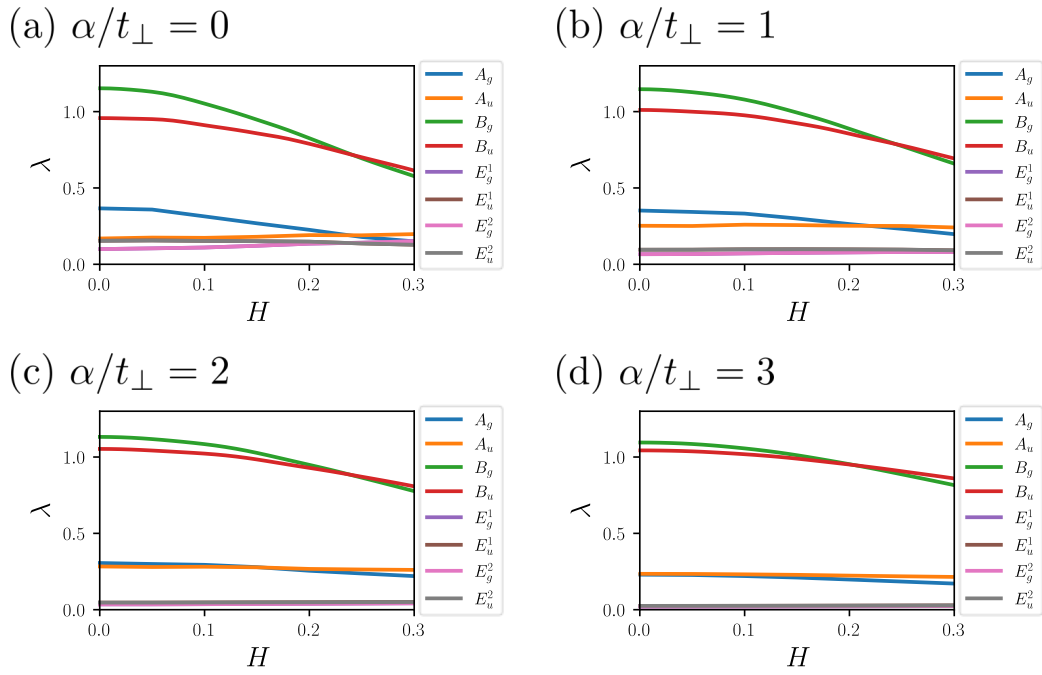 (a) α/t⊥ = 0
λ
1.0
0.5
0.0
0.0 0.1 0.2 0.3
H
A_g
A_u
B_g
B_u
E_g^1
E_u^1
E_g^2
E_u^2
(b) α/t⊥ = 1
λ
1.0
0.5
0.0
0.0 0.1 0.2 0.3
H
A_g
A_u
B_g
B_u
E_g^1
E_u^1
E_g^2
E_u^2
(c) α/t⊥ = 2
λ
1.0
0.5
0.0
0.0 0.1 0.2 0.3
H
A_g
A_u
B_g
B_u
E_g^1
E_u^1
E_g^2
E_u^2
(d) α/t⊥ = 3
λ
1.0
0.5
0.0
0.0 0.1 0.2 0.3
H
A_g
A_u
B_g
B_u
E_g^1
E_u^1
E_g^2
E_u^2